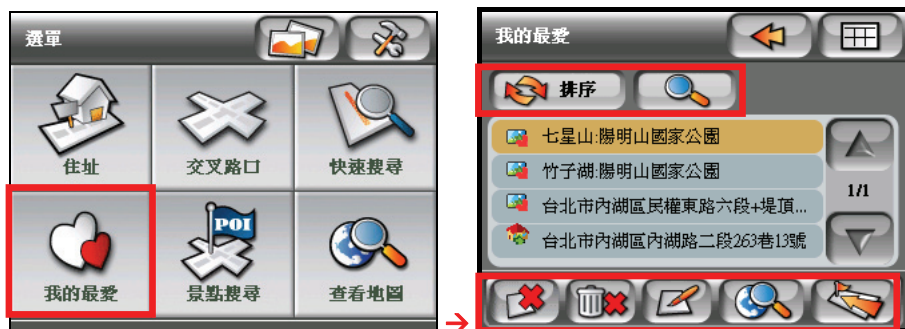 選單
住址
交叉路口
快速搜尋
我的最愛
POI
景點搜尋
查看地圖
→
我的最愛
排序
七星山:陽明山國家公園
竹子湖:陽明山國家公園
台北市內湖區民權東路六段+堤頂...
台北市內湖區內湖路二段263巷13號
1/1